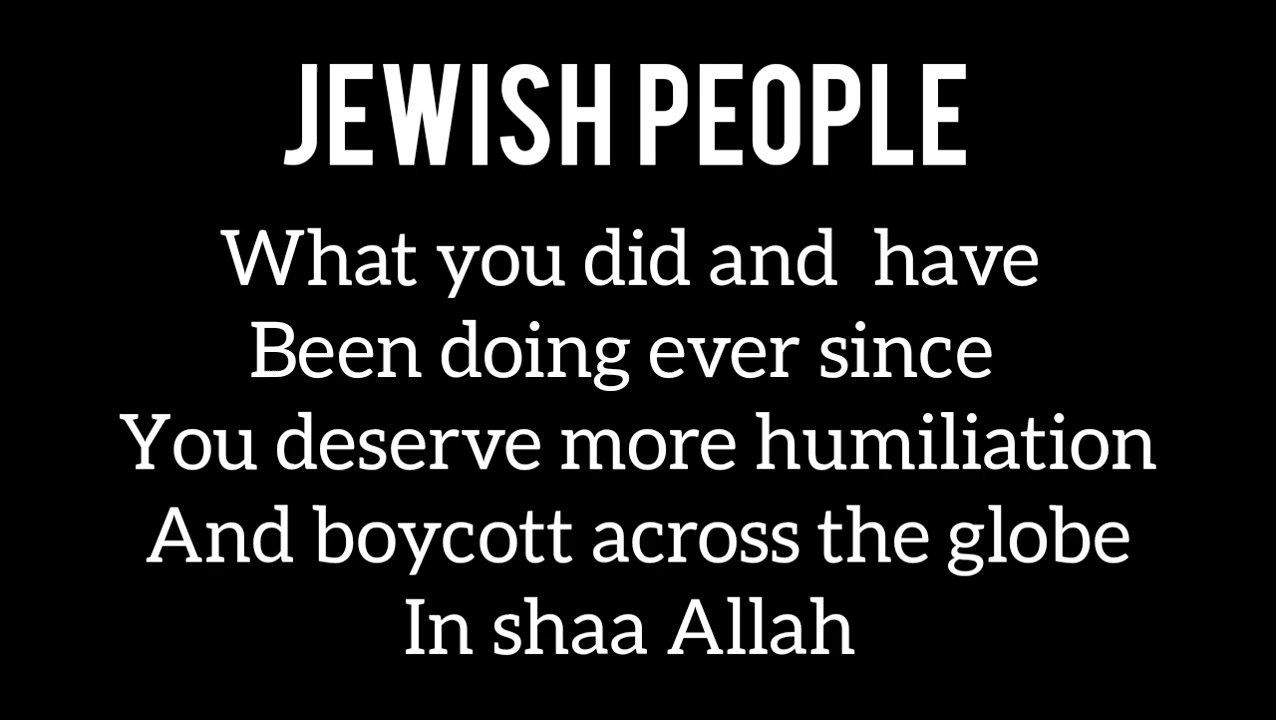 JEWISH PEOPLE
What you did and have
Been doing ever since
You deserve more humiliation
And boycott across the globe
In shaa Allah